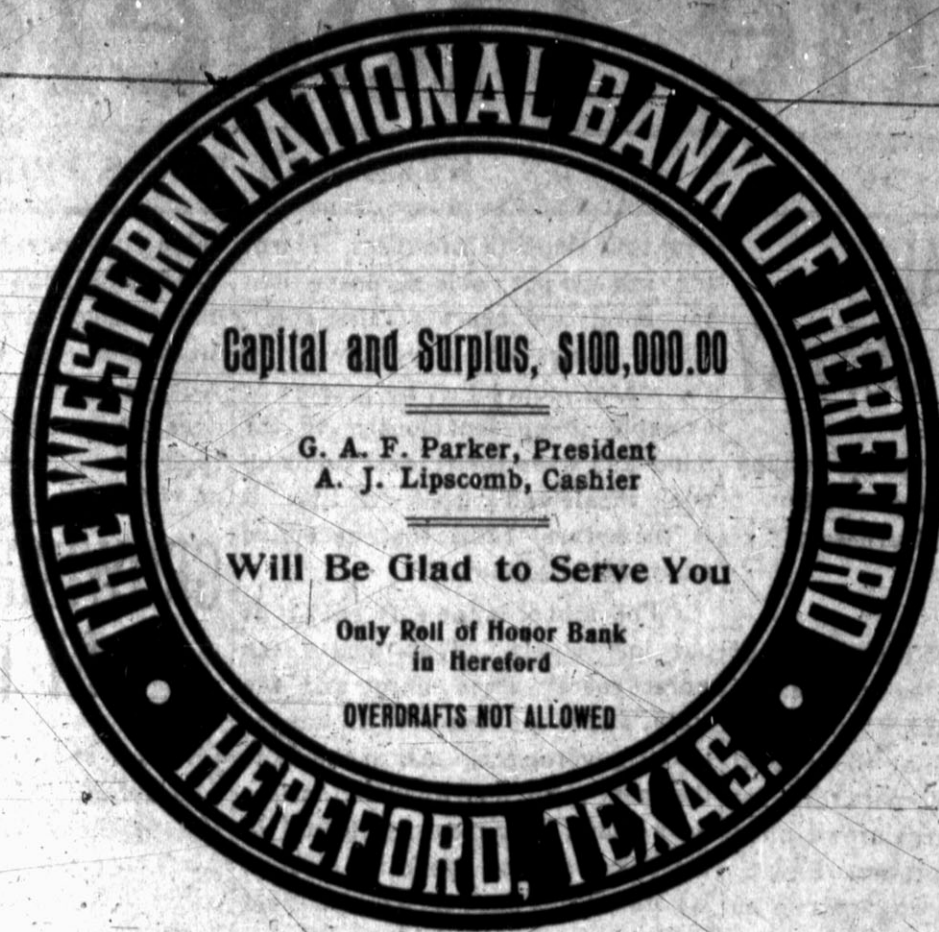 THE WESTERN NATIONAL BANK OF HEREFORD
Capital and Surplus, $100,000.00
G. A. F. Parker, President
A. J. Lipscomb, Cashier
Will Be Glad to Serve You
Only Roll of Honor Bank
in Hereford
OVERDRAFTS NOT ALLOWED
HEREFORD, TEXAS.